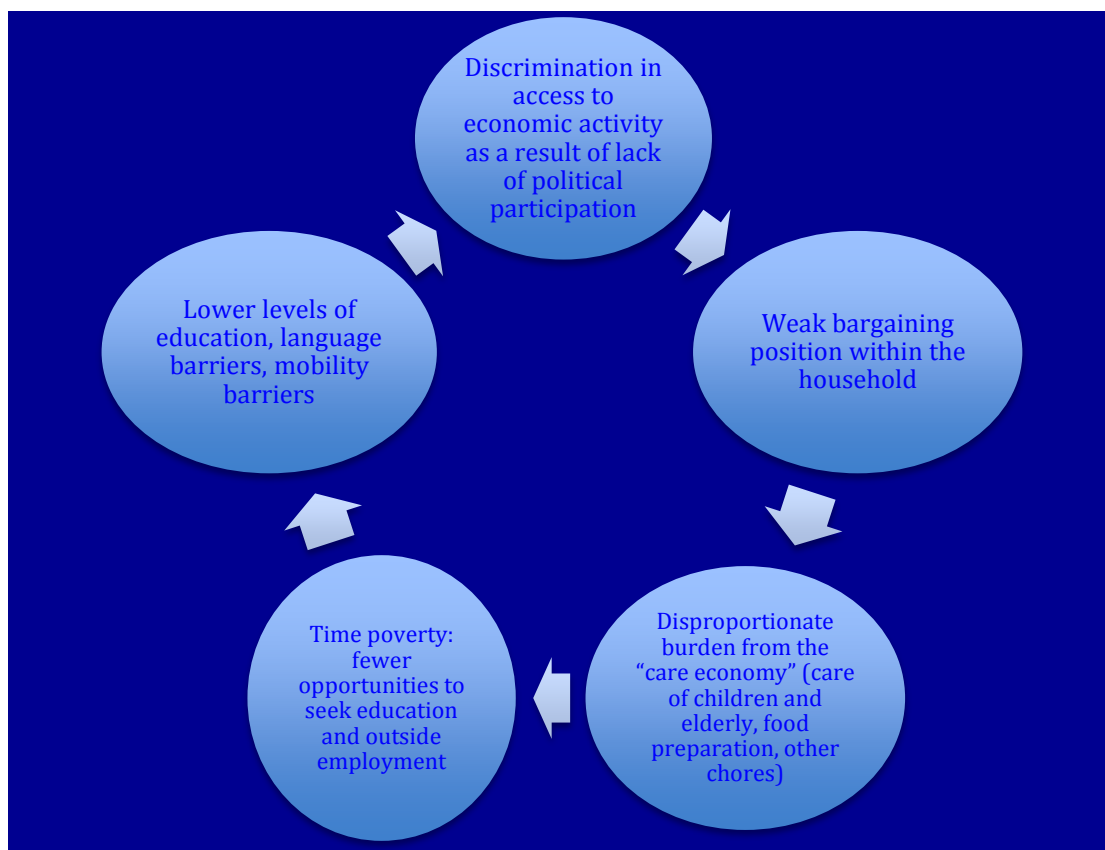 Discrimination in
access to
economic activity
as a result of lack
of political
participation
Weak bargaining
position within the
household
Disproportionate
burden from the
“care economy” (care
of children and
elderly, food
preparation, other
chores)
Time poverty:
fewer
opportunities to
seek education
and outside
employment
Lower levels of
education, language
barriers, mobility
barriers